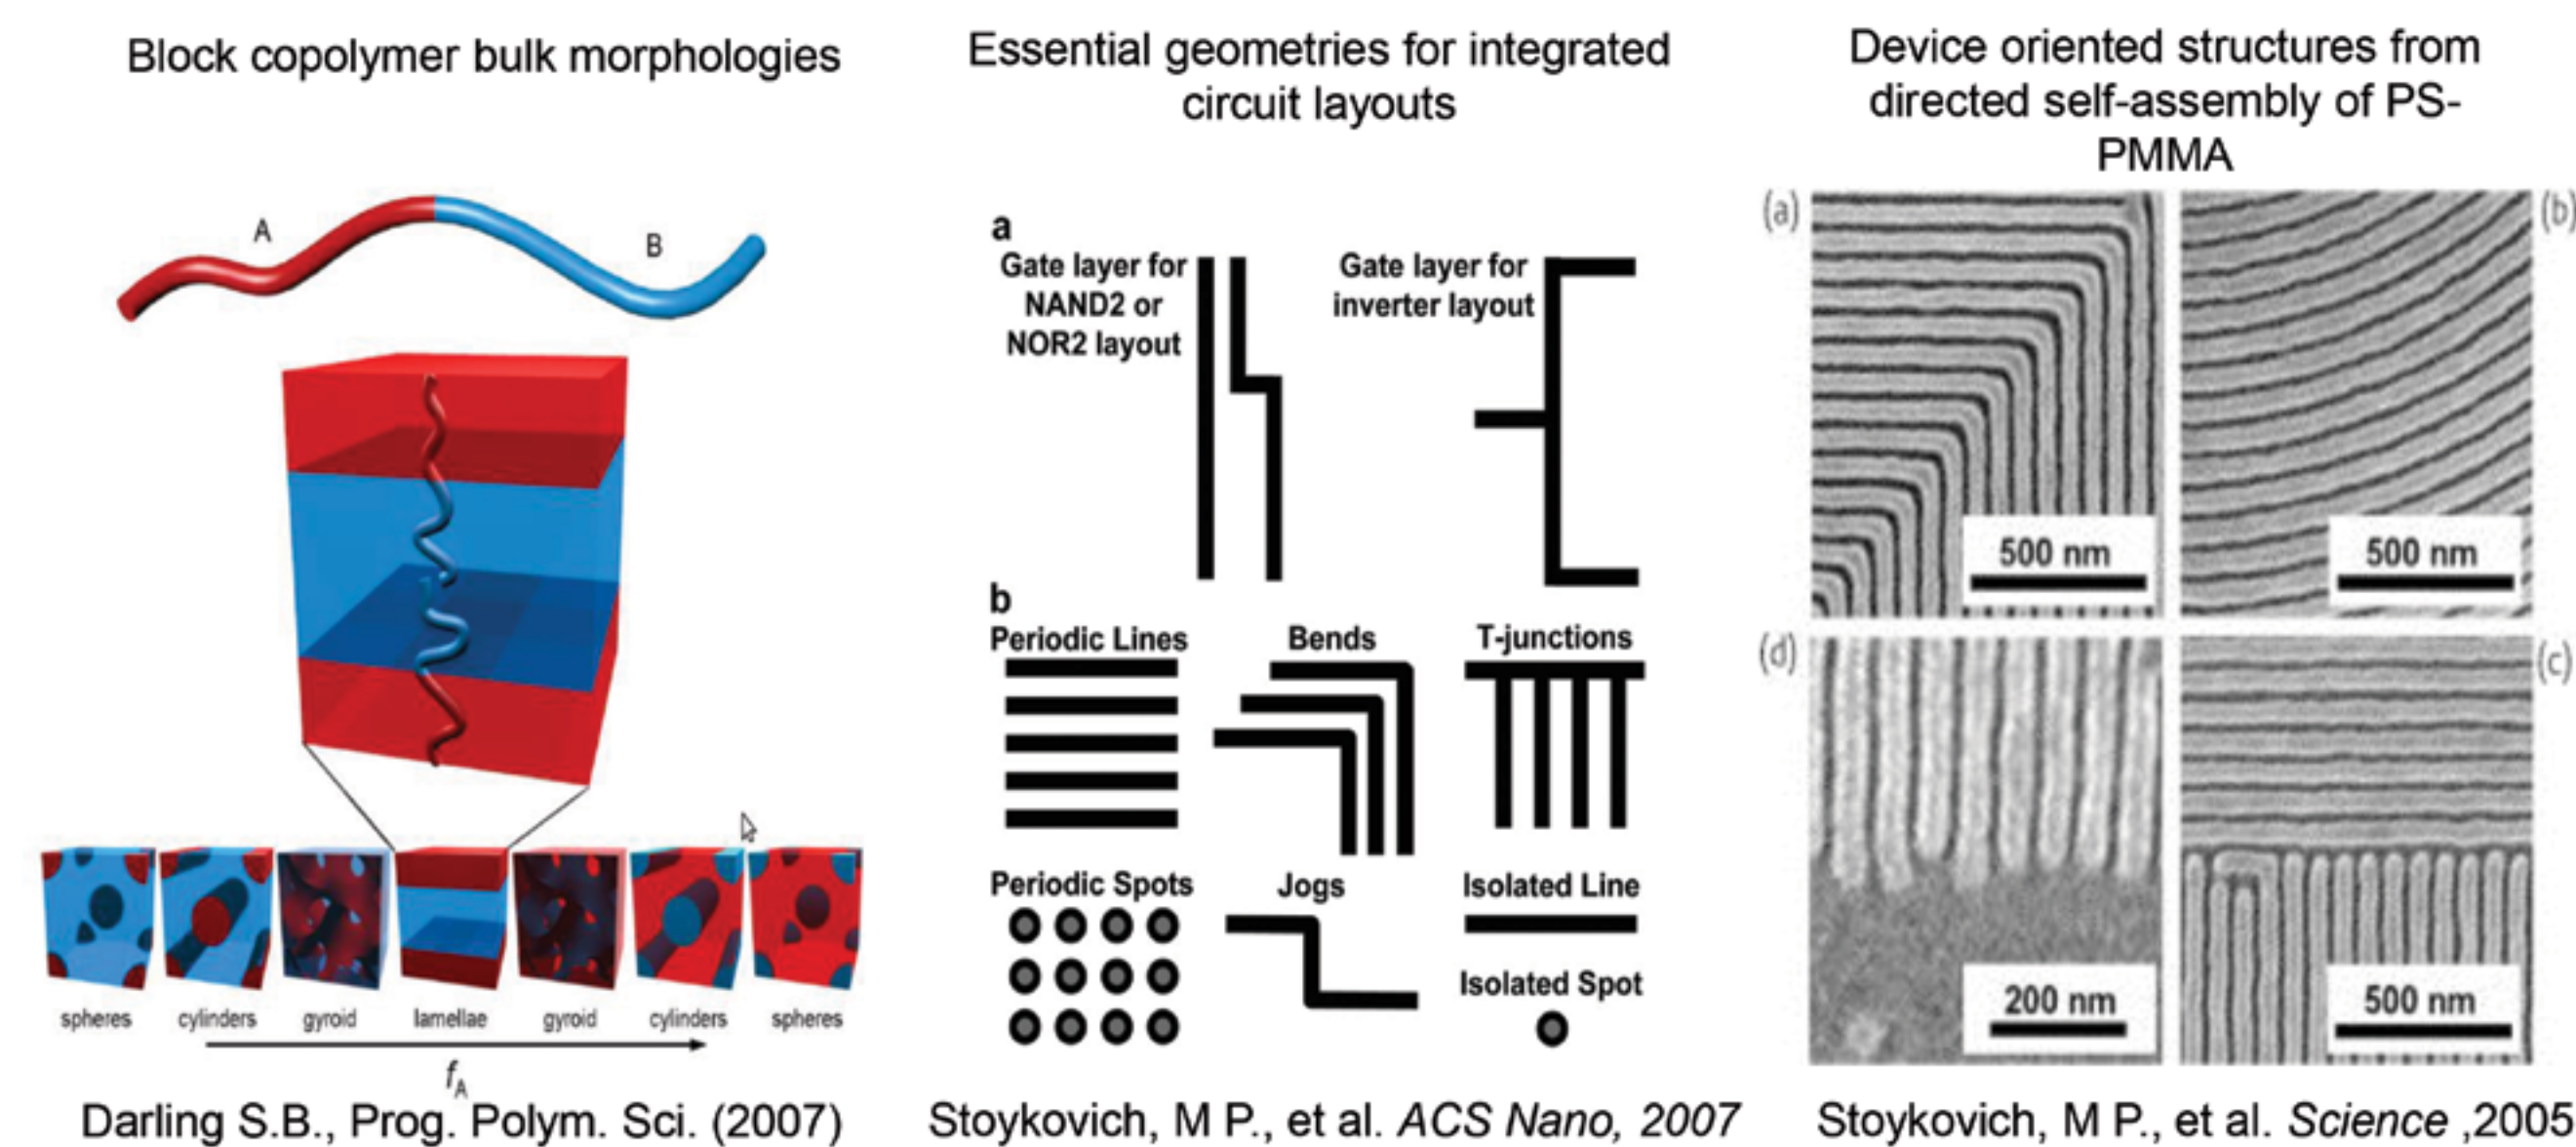 Block copolymer bulk morphologies
A
B
spheres
cylinders
gyroid
lamellae
gyroid
cylinders
spheres
fA
Darling S.B., Prog. Polym. Sci. (2007)
Essential geometries for integrated
circuit layouts
a
Gate layer for
NAND2 or
NOR2 layout
Gate layer for
inverter layout
b
Periodic Lines
Bends
T-junctions
Periodic Spots
Jogs
Isolated Line
Isolated Spot
Stoykovich, M P., et al. ACS Nano, 2007
Device oriented structures from
directed self-assembly of PS-
PMMA
(a)
500 nm
(b)
500 nm
(d)
200 nm
(c)
500 nm
Stoykovich, M P., et al. Science ,2005